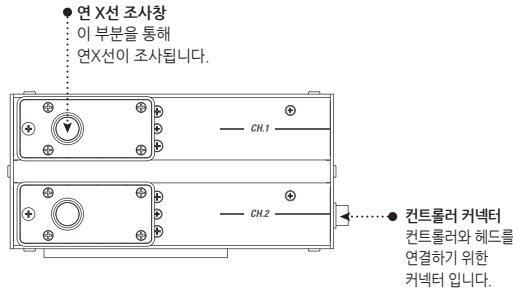 연 X선 조사창
이 부분을 통해
연X선이 조사됩니다.
CH.1
CH.2
컨트롤러 커넥터
컨트롤러와 헤드를
연결하기 위한
커넥터 입니다.